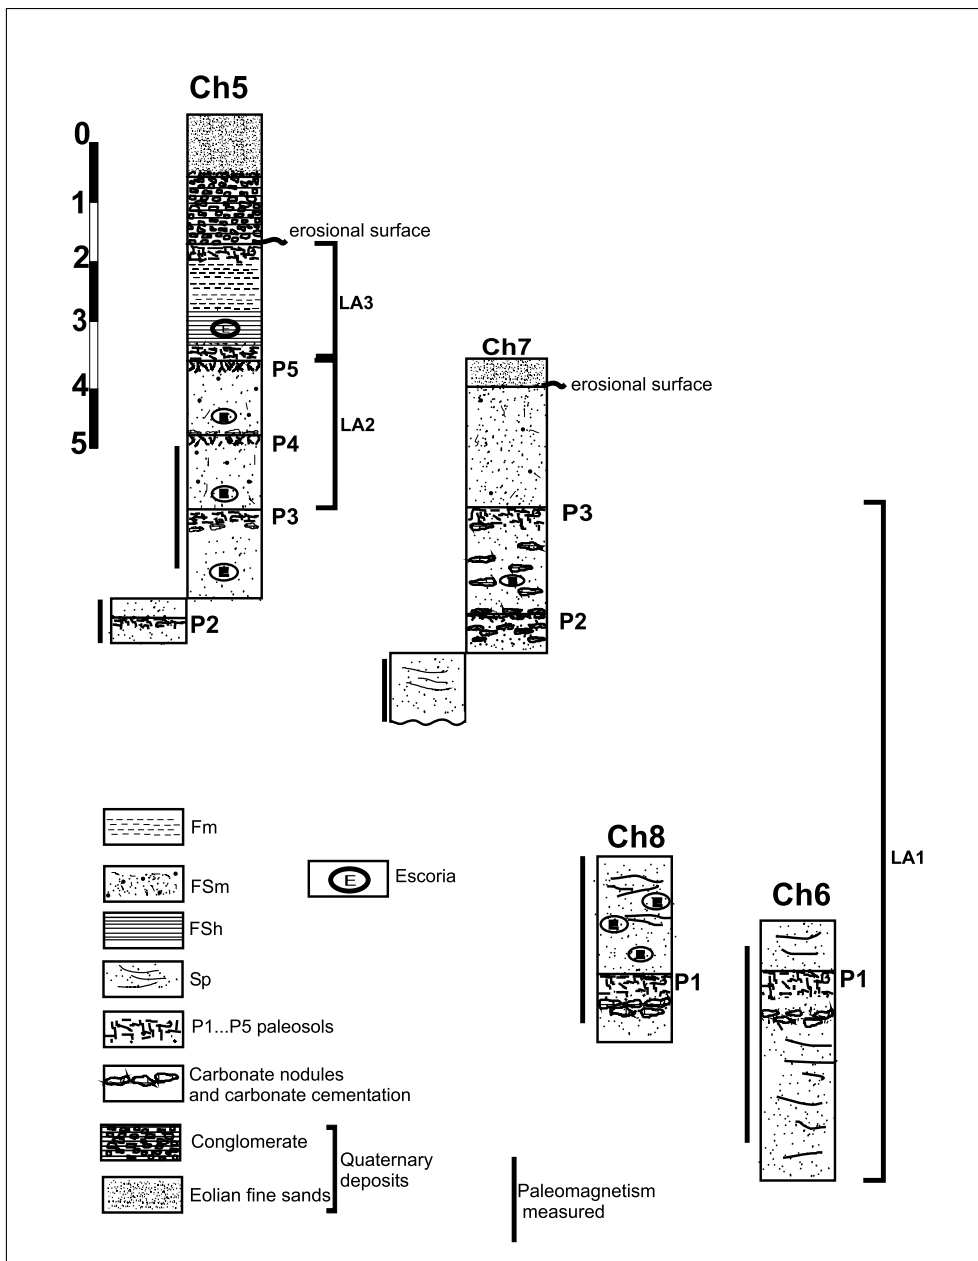 Ch5
0
1
erosional surface
2
LA3
3
E
Ch7
P5
erosional surface
4
LA2
5
P4
P3
P3
P2
P2
Ch8
LA1
Ch6
P1
P1
Fm
E
Escoria
FSm
FSh
Sp
P1...P5 paleosols
Carbonate nodules
and carbonate cementation
Conglomerate
Quaternary
deposits
Eolian fine sands
Paleomagnetism
measured